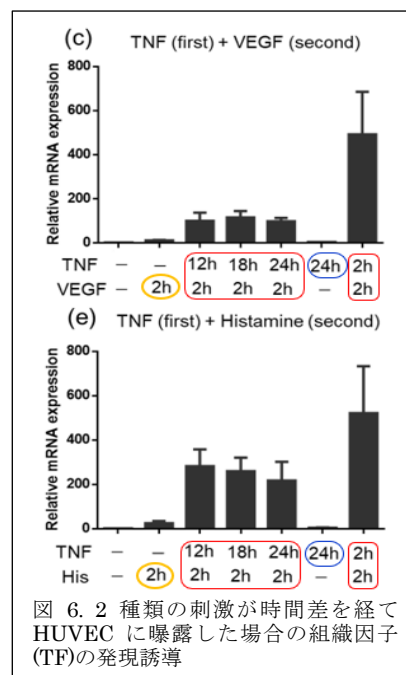 (c) TNF (first) + VEGF (second)
Relative mRNA expression
800
600
400
200
0
TNF – – 12h 18h 24h 24h 2h
VEGF – 2h 2h 2h 2h – 2h
(e) TNF (first) + Histamine (second)
Relative mRNA expression
800
600
400
200
0
TNF – – 12h 18h 24h 24h 2h
His – 2h 2h 2h 2h – 2h
図 6. 2 種類の刺激が時間差を経て
HUVEC に曝露した場合の組織因子
(TF)の発現誘導